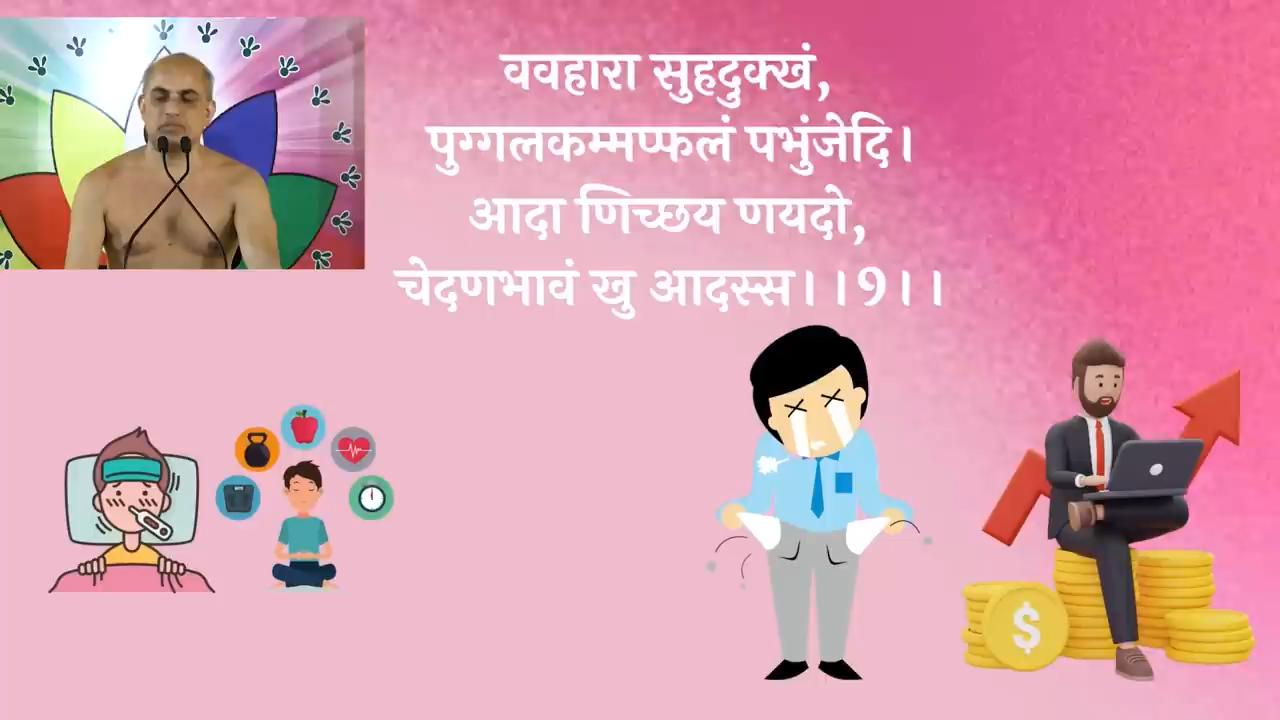 ववहारा सुहदुक्खं,
पुग्गलकम्मप्फलं पभुंजेदि।
आदा णिच्छय णयदो,
चेदणभावं खु आदस्स।।9।।
$